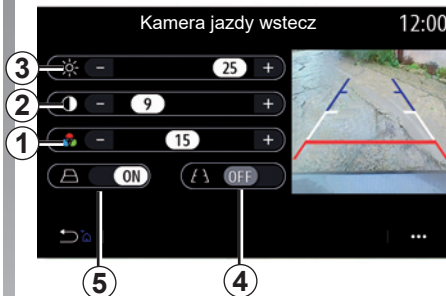 Kamera jazdy wstecz 12:00
3 - 25 +
2 - 9 +
1 - 15 +
ON OFF
5 4